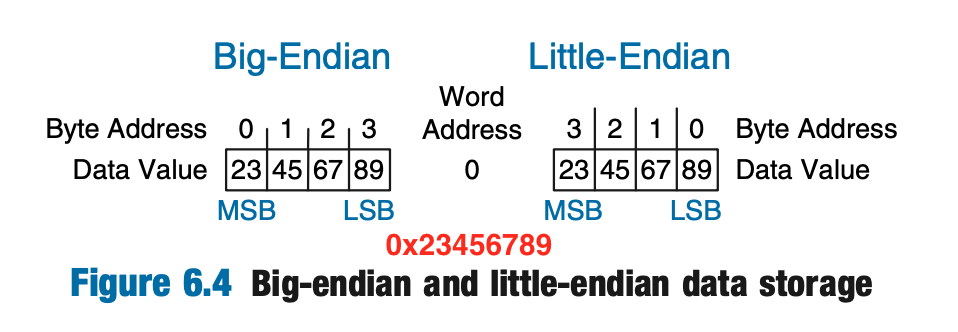 Big-Endian Little-Endian
Word
Byte Address 0 1 2 3 Address 3 2 1 0 Byte Address
Data Value 23 45 67 89 0 23 45 67 89 Data Value
MSB LSB MSB LSB
0x23456789
Figure 6.4 Big-endian and little-endian data storage